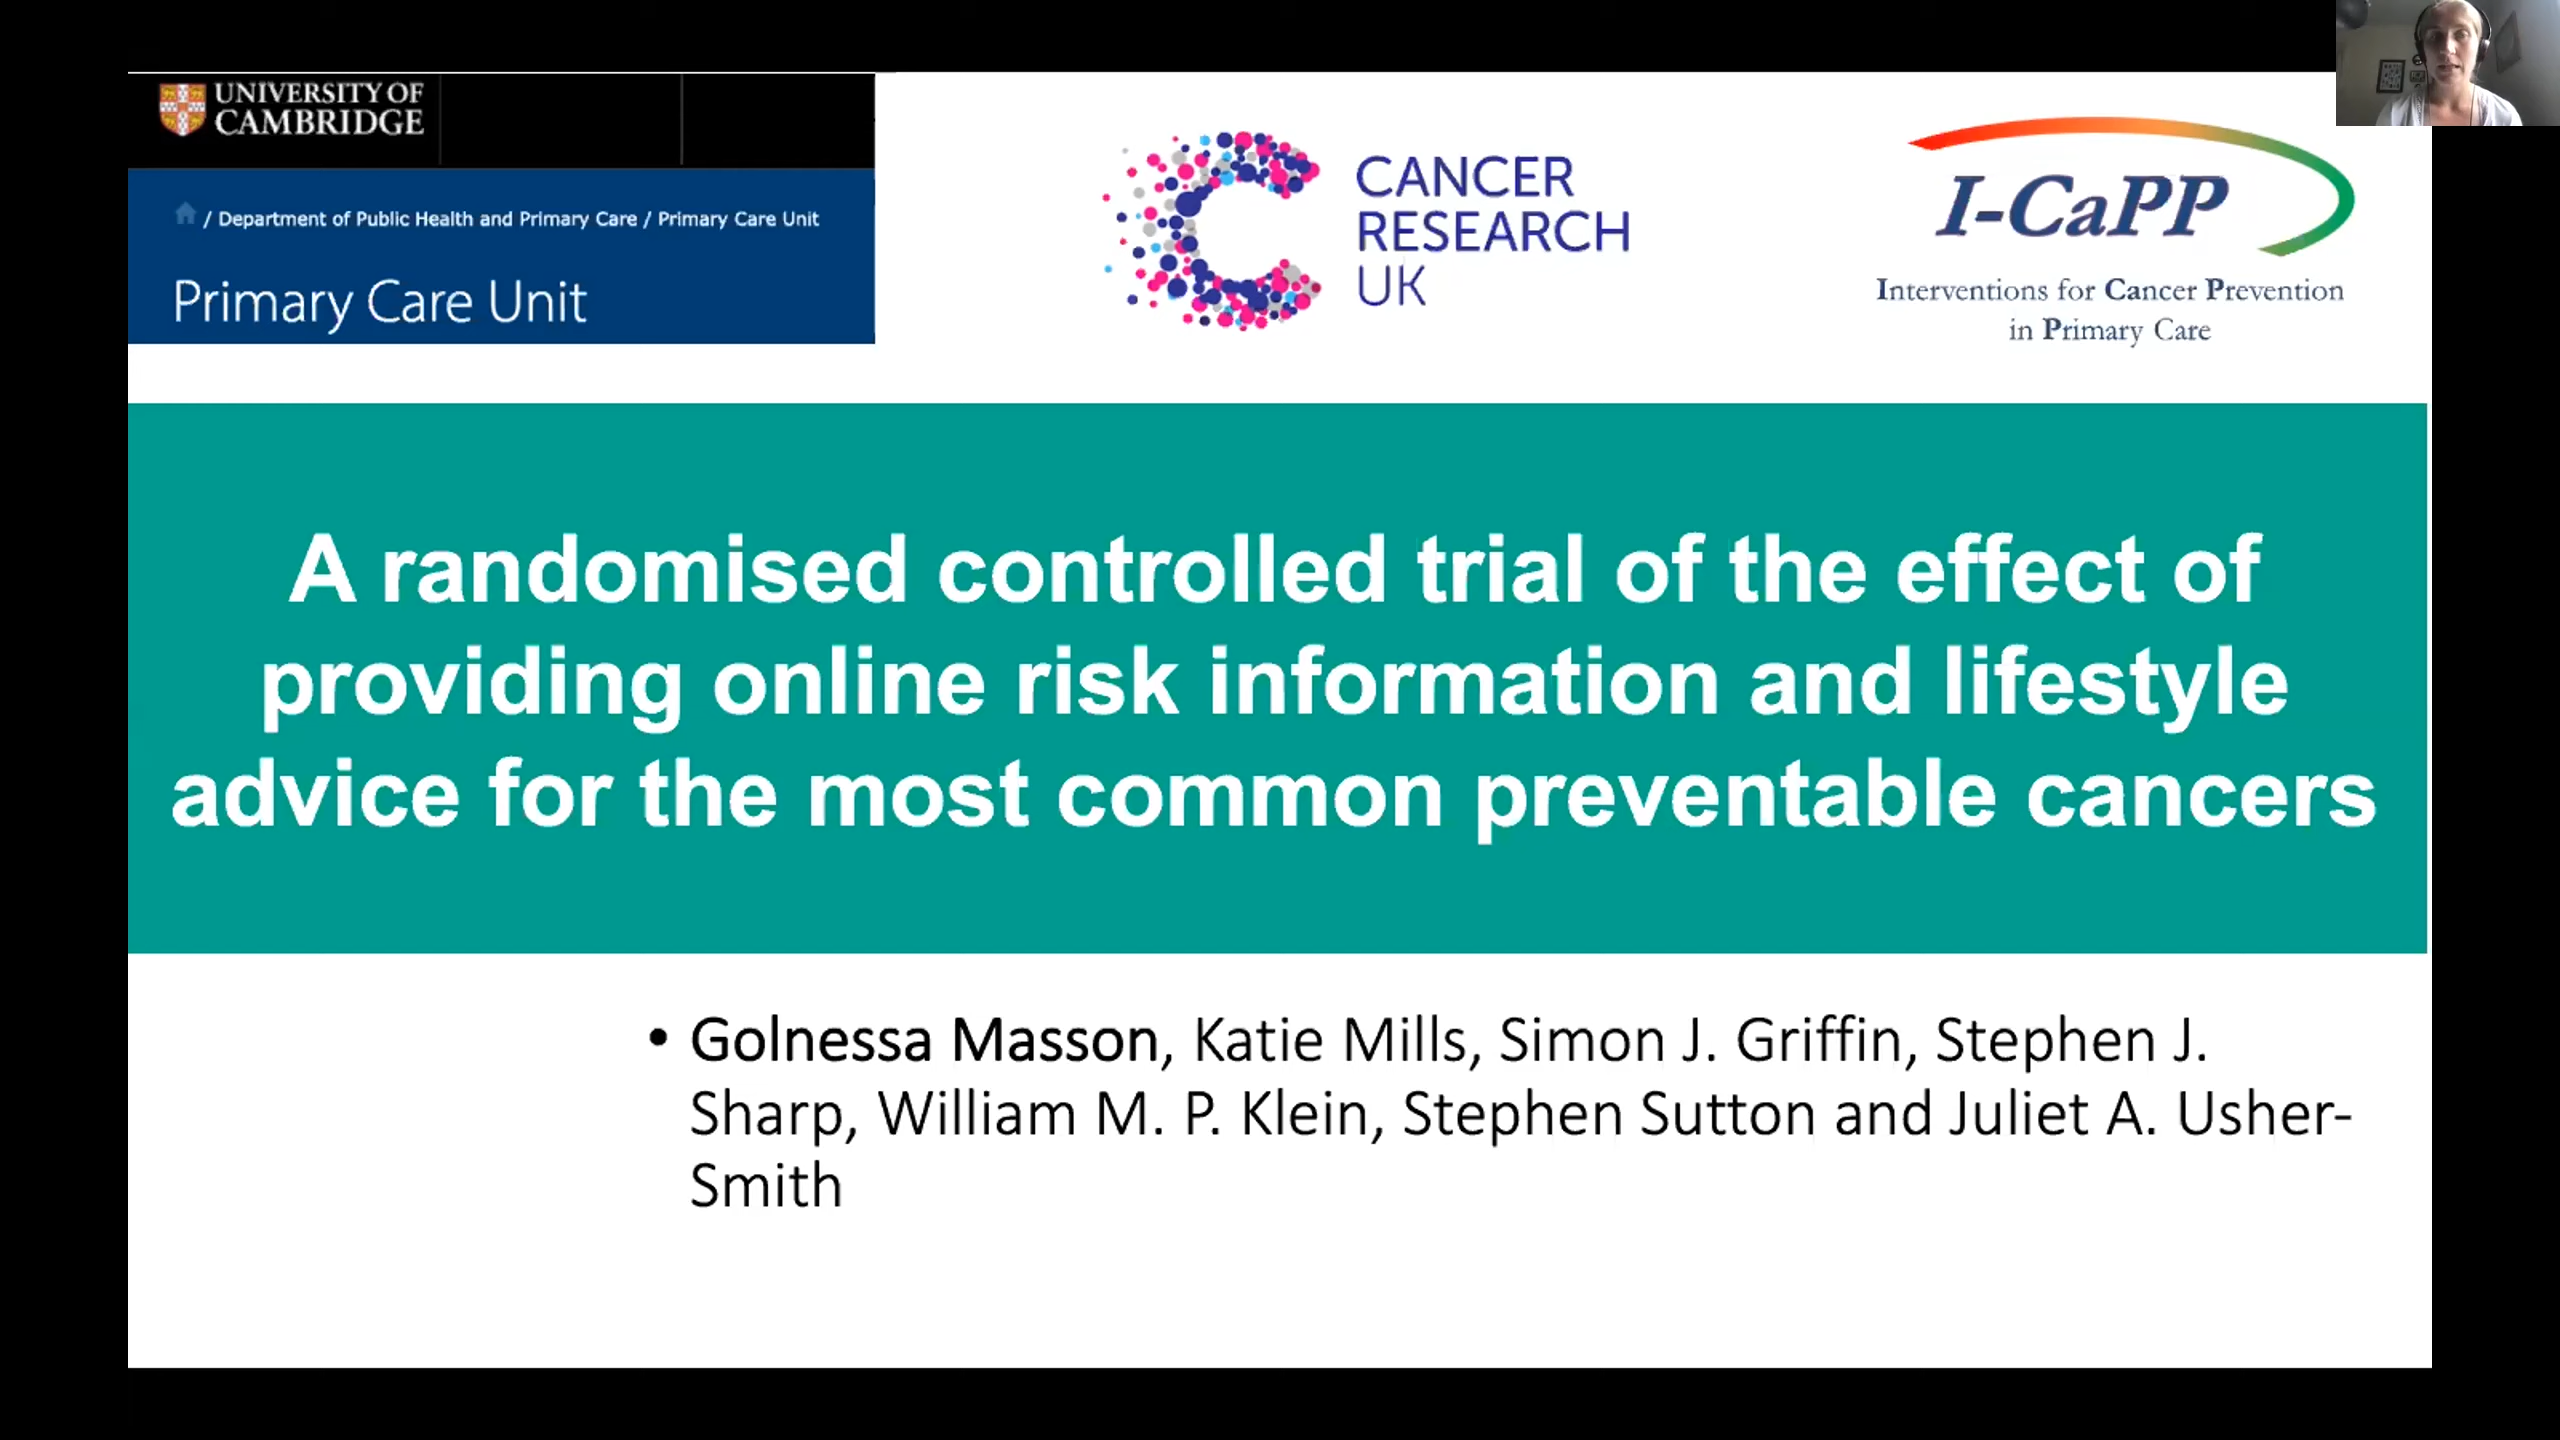 UNIVERSITY OF
CAMBRIDGE
/ Department of Public Health and Primary Care / Primary Care Unit
Primary Care Unit
CANCER
RESEARCH
UK
I-CaPP
Interventions for Cancer Prevention
in Primary Care
A randomised controlled trial of the effect of
providing online risk information and lifestyle
advice for the most common preventable cancers
• Golnessa Masson, Katie Mills, Simon J. Griffin, Stephen J.
Sharp, William M. P. Klein, Stephen Sutton and Juliet A. Usher-
Smith